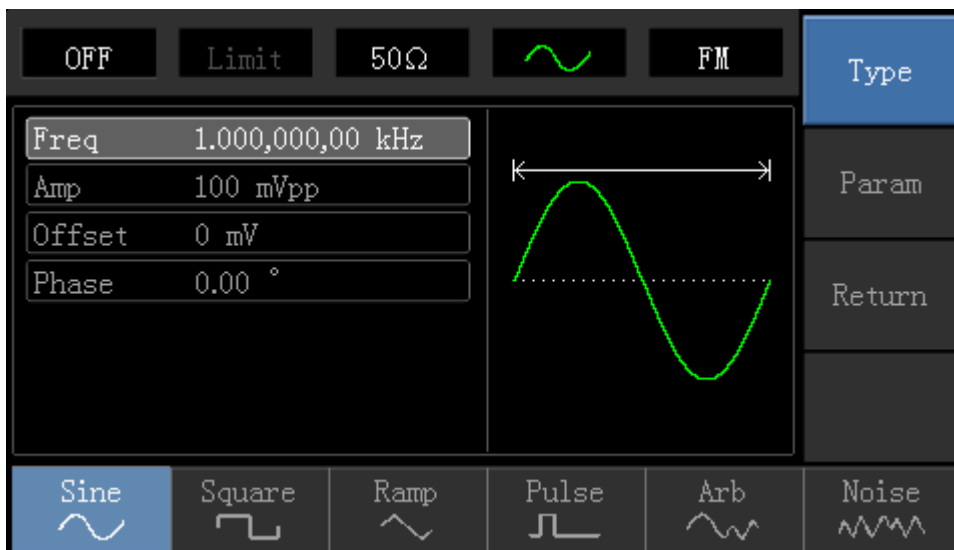 OFF Limit 50Ω FM
Type
Freq 1.000,000,00 kHz
Amp 100 mVpp
Offset 0 mV
Phase 0.00 °
Param
Return
Sine Square Ramp Pulse Arb Noise